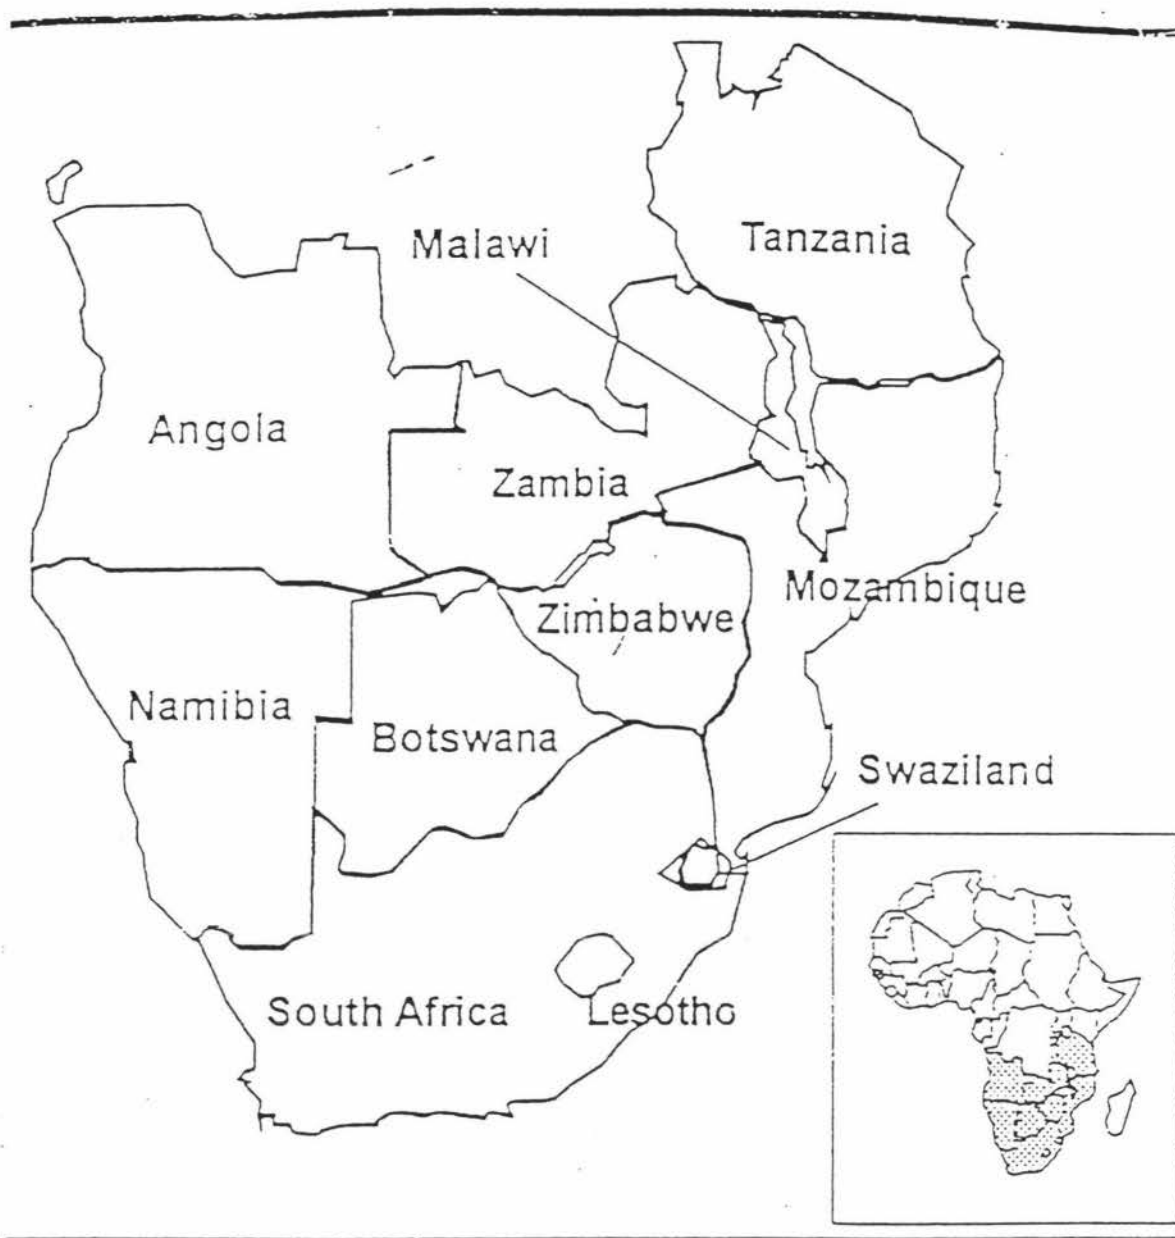 Malawi
Tanzania
Angola
Zambia
Mozambique
Zimbabwe
Namibia
Botswana
Swaziland
South Africa
Lesotho